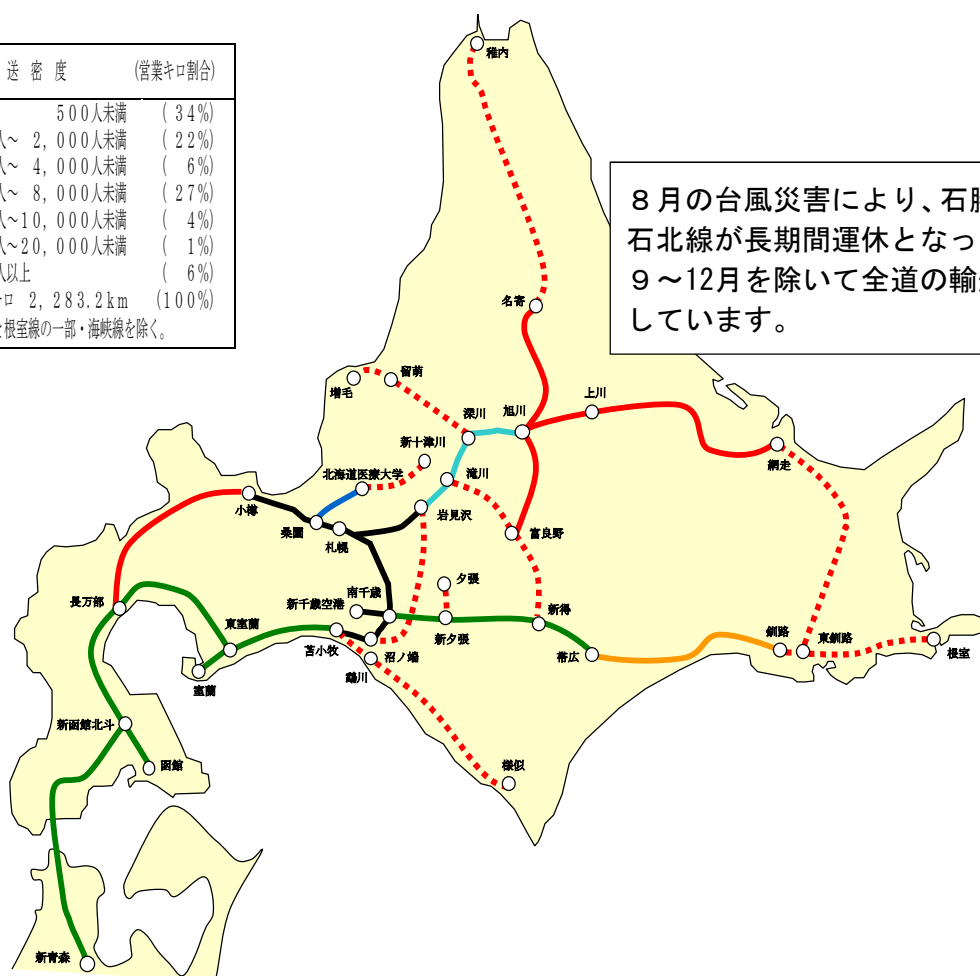 送 密 度 (営業キロ割合)
500人未満 ( 34%)
人～ 2,000人未満 (22%)
人～ 4,000人未満 ( 6%)
人～ 8,000人未満 (27%)
人～10,000人未満 ( 4%)
人～20,000人未満 ( 1%)
人以上 ( 6%)
キロ 2,283.2km (100%)
と根室線の一部・海峡線を除く。
８月の台風災害により、石勝
石北線が長期間運休となっ
９～12月を除いて全道の輸送
しています。
稚内
名寄
留萌
増毛
上川
深川
旭川
新十津川
網走
北海道医療大学
滝川
小樽
岩見沢
桑園
札幌
富良野
夕張
南千歳
新千歳空港
長万部
新得
東室蘭
新夕張
釧路
東釧路
苫小牧
沼ノ端
帯広
根室
鵡川
室蘭
新函館北斗
函館
様似
新青森